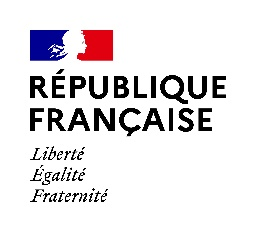 RÉPUBLIQUE
FRANÇAISE
Liberté
Égalité
Fraternité